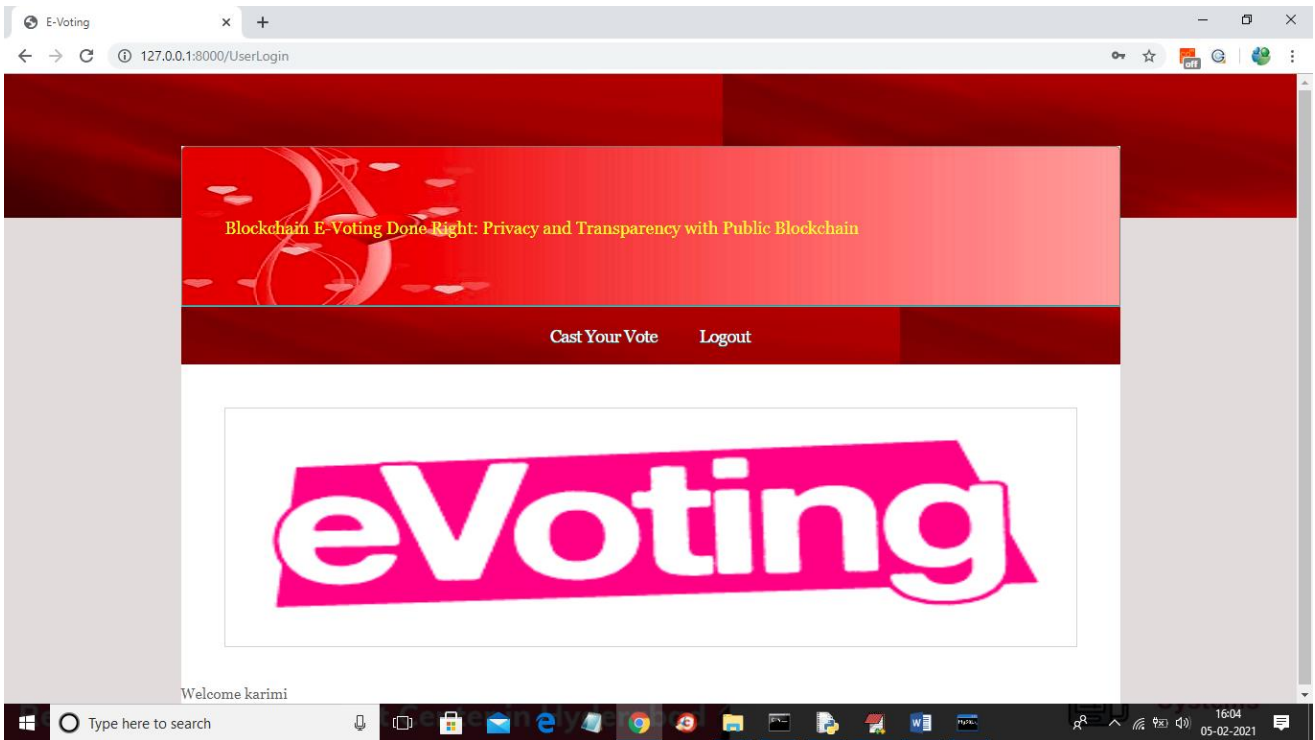 E-Voting
127.0.0.1:8000/UserLogin
off
Blockchain E-Voting Done Right: Privacy and Transparency with Public Blockchain
Cast Your Vote Logout
eVoting
Welcome karimi
Type here to search
16:04
05-02-2021